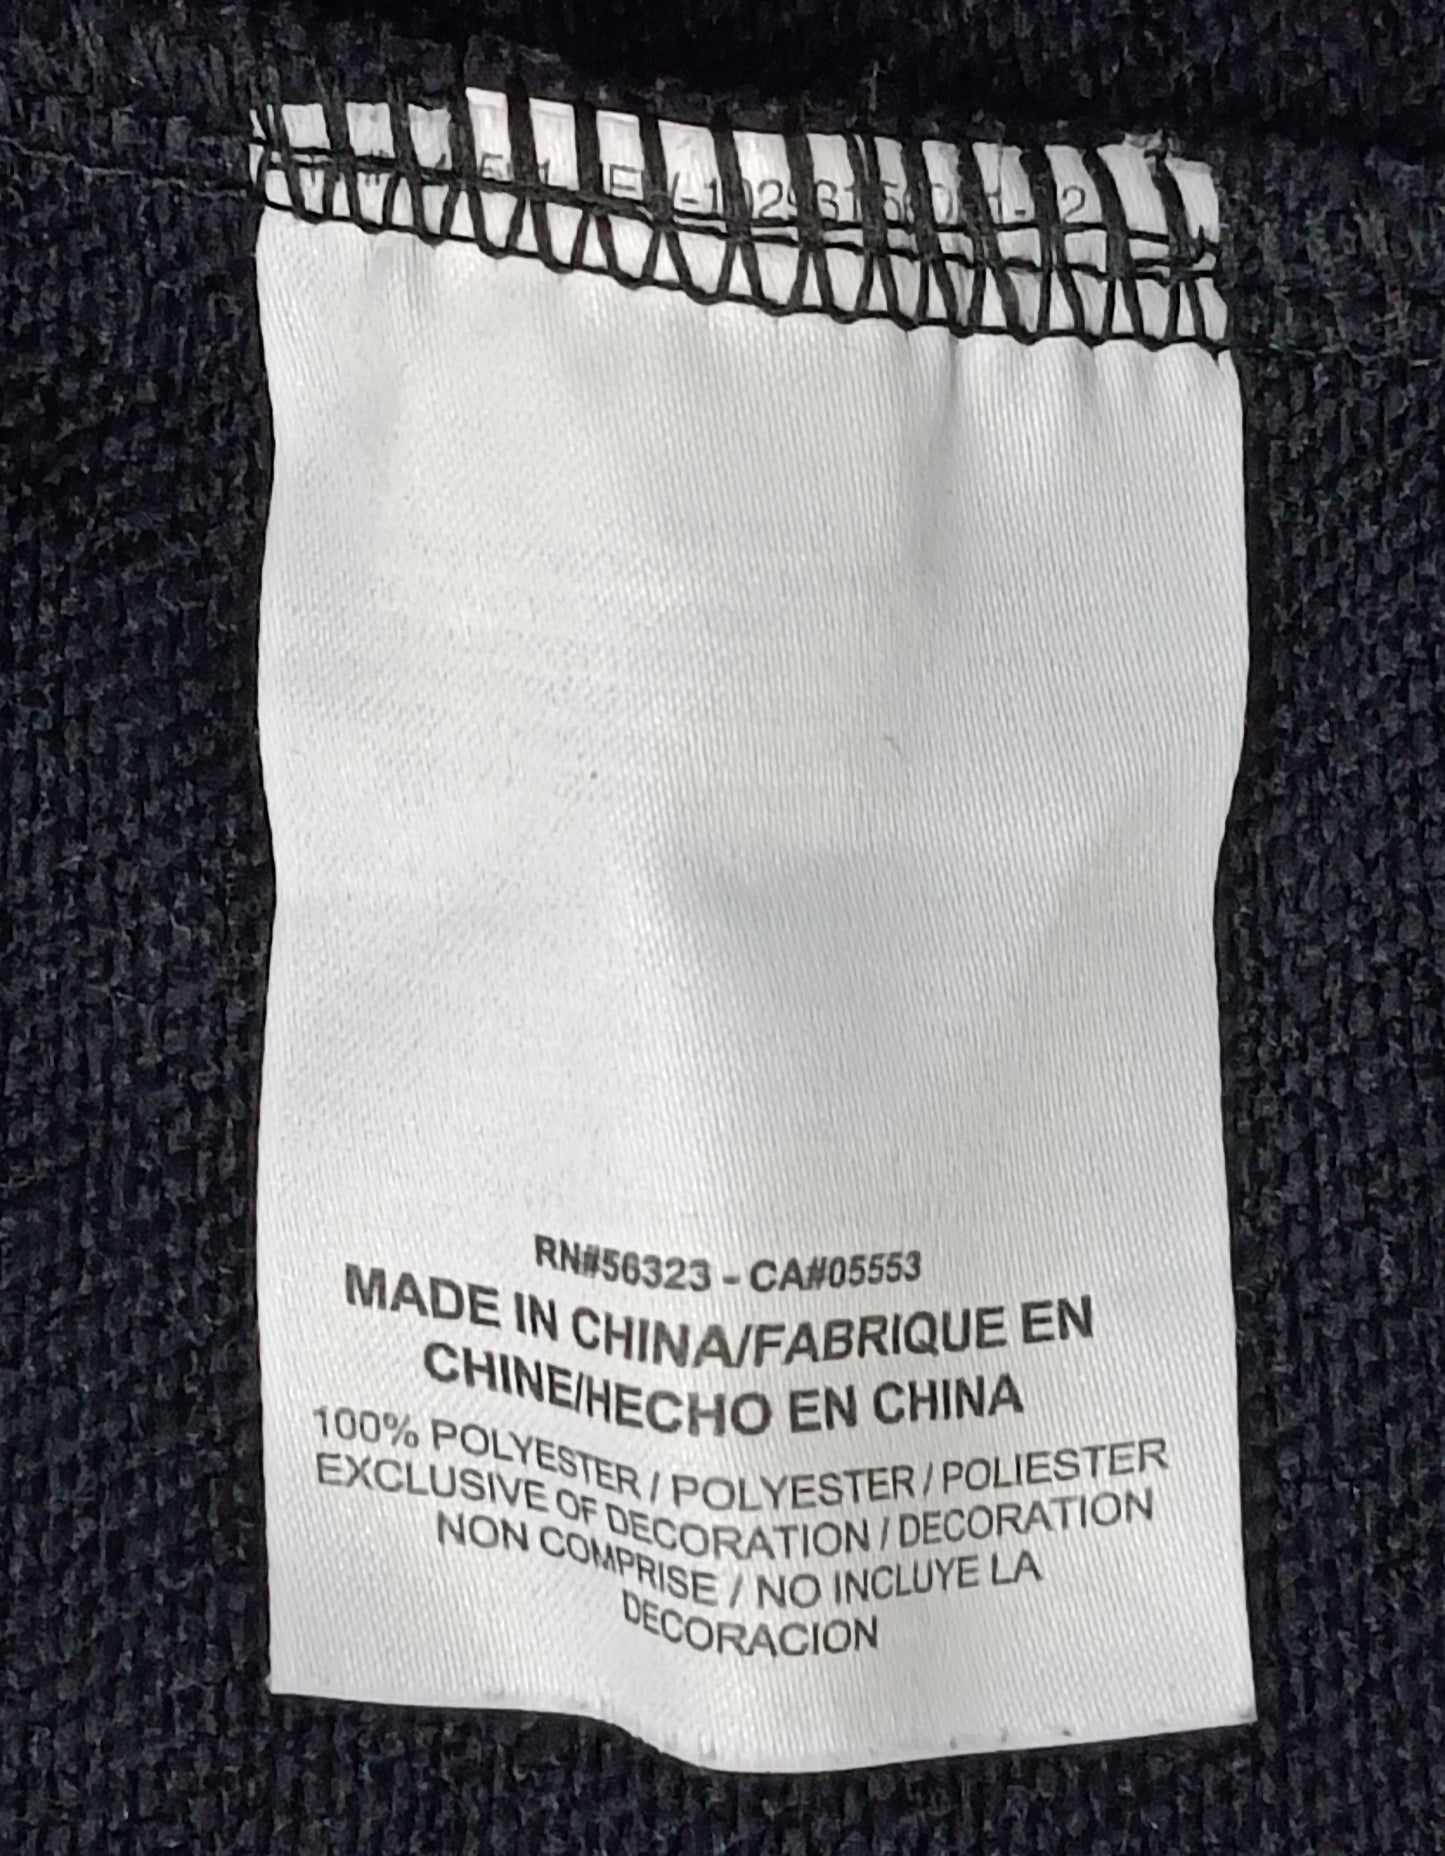 RN#56323 - CA#05553
MADE IN CHINA/FABRIQUE EN
CHINE/HECHO EN CHINA
100% POLYESTER / POLYESTER / POLIESTER
EXCLUSIVE OF DECORATION / DECORATION
NON COMPRISE / NO INCLUYE LA
DECORACION